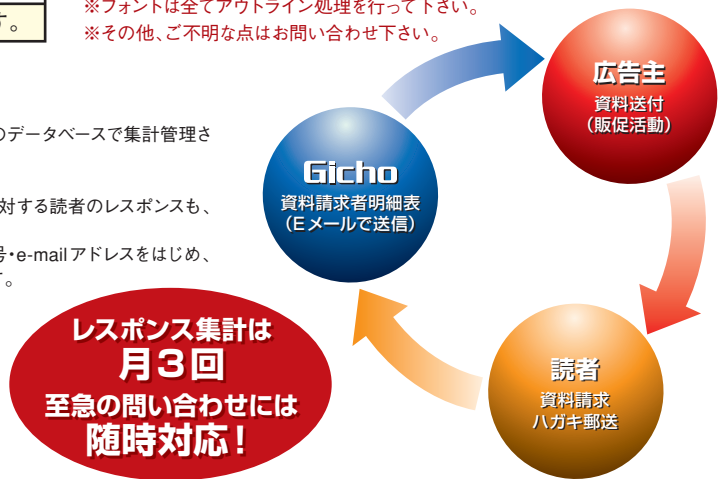 ※フォントは全てアウトライン処理を行って下さい。
す。
※その他、ご不明な点はお問い合わせ下さい。
広告主
資料送付
（販促活動）
のデータベースで集計管理さ
Gicho
資料請求者明細表
（Eメールで送信）
対する読者のレスポンスも、
号・e-mailアドレスをはじめ、
す。
レスポンス集計は
月3回
至急の問い合わせには
随時対応！
読者
資料請求
ハガキ郵送